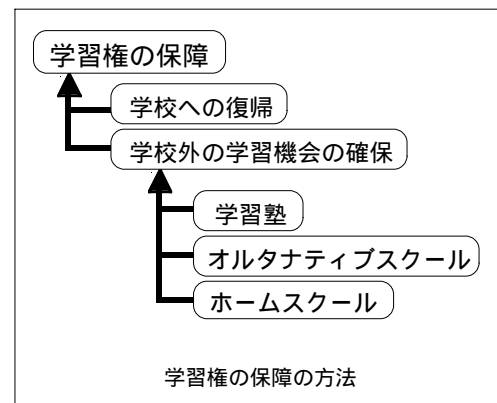 学習権の保障
学校への復帰
学校外の学習機会の確保
学習塾
オルタナティブスクール
ホームスクール
学習権の保障の方法